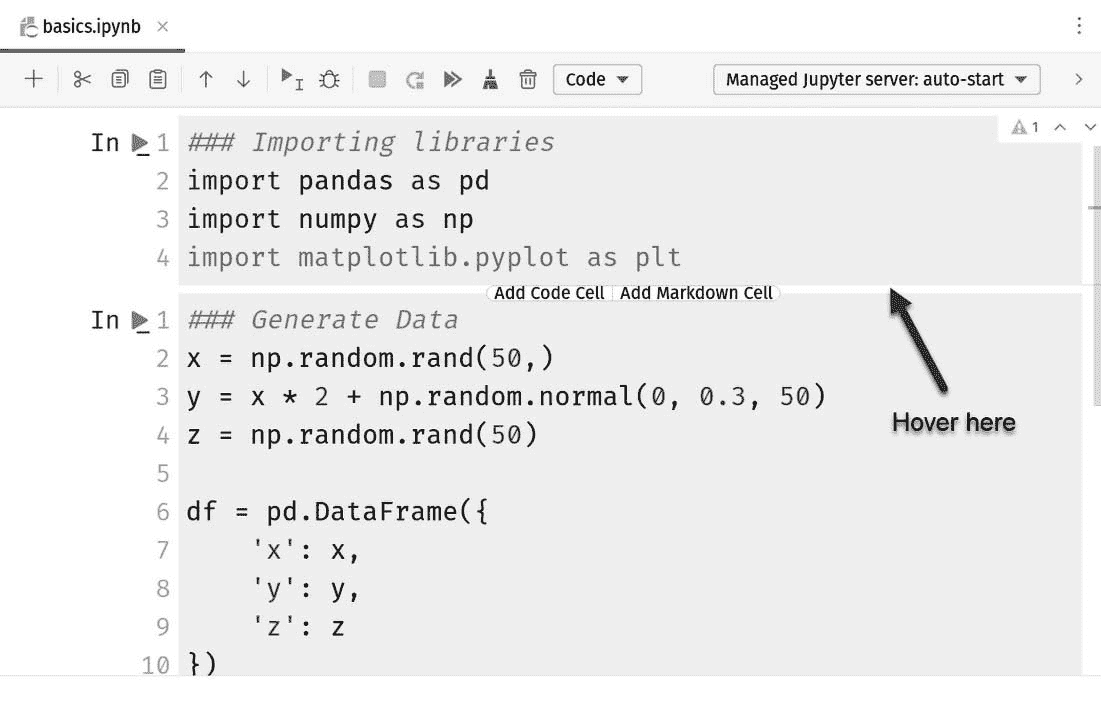 basics.ipynb
Code
Managed Jupyter server: auto-start
1
In 1 ### Importing libraries
2 import pandas as pd
3 import numpy as np
4 import matplotlib.pyplot as plt
Add Code Cell Add Markdown Cell
In 1 ### Generate Data
2 x = np.random.rand(50,)
3 y = x * 2 + np.random.normal(0, 0.3, 50)
Hover here
4 z = np.random.rand(50)
5
6 df = pd.DataFrame({
7 'x': x,
8 'y': y,
9 'z': z
10 })